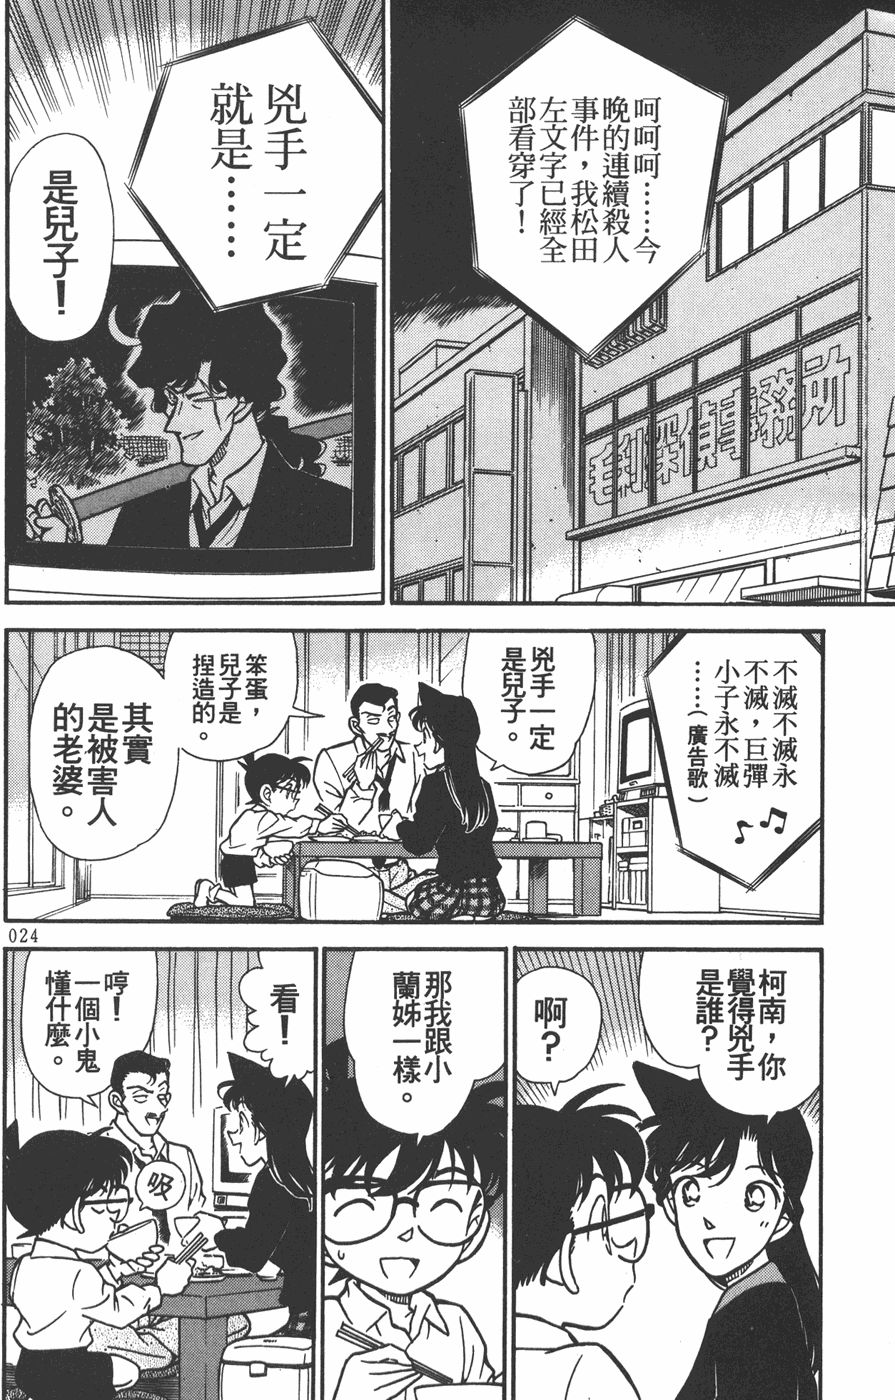 呵呵呵……今
晚的連續殺人
事件，我松田
左文字已經全
部看穿了！
毛利探偵事務所
兇手一定
就是……
是兒子！
不滅不滅永
不滅，巨彈
小子永不滅
……（廣告歌）
兇手一定
是兒子。
笨蛋，
兒子是
捏造的。
其實
是被害人
的老婆。
024
柯南，你
覺得兇手
是誰？
啊？
那我跟小
蘭姊一樣。
看！
哼！
一個小鬼
懂什麼。
吸